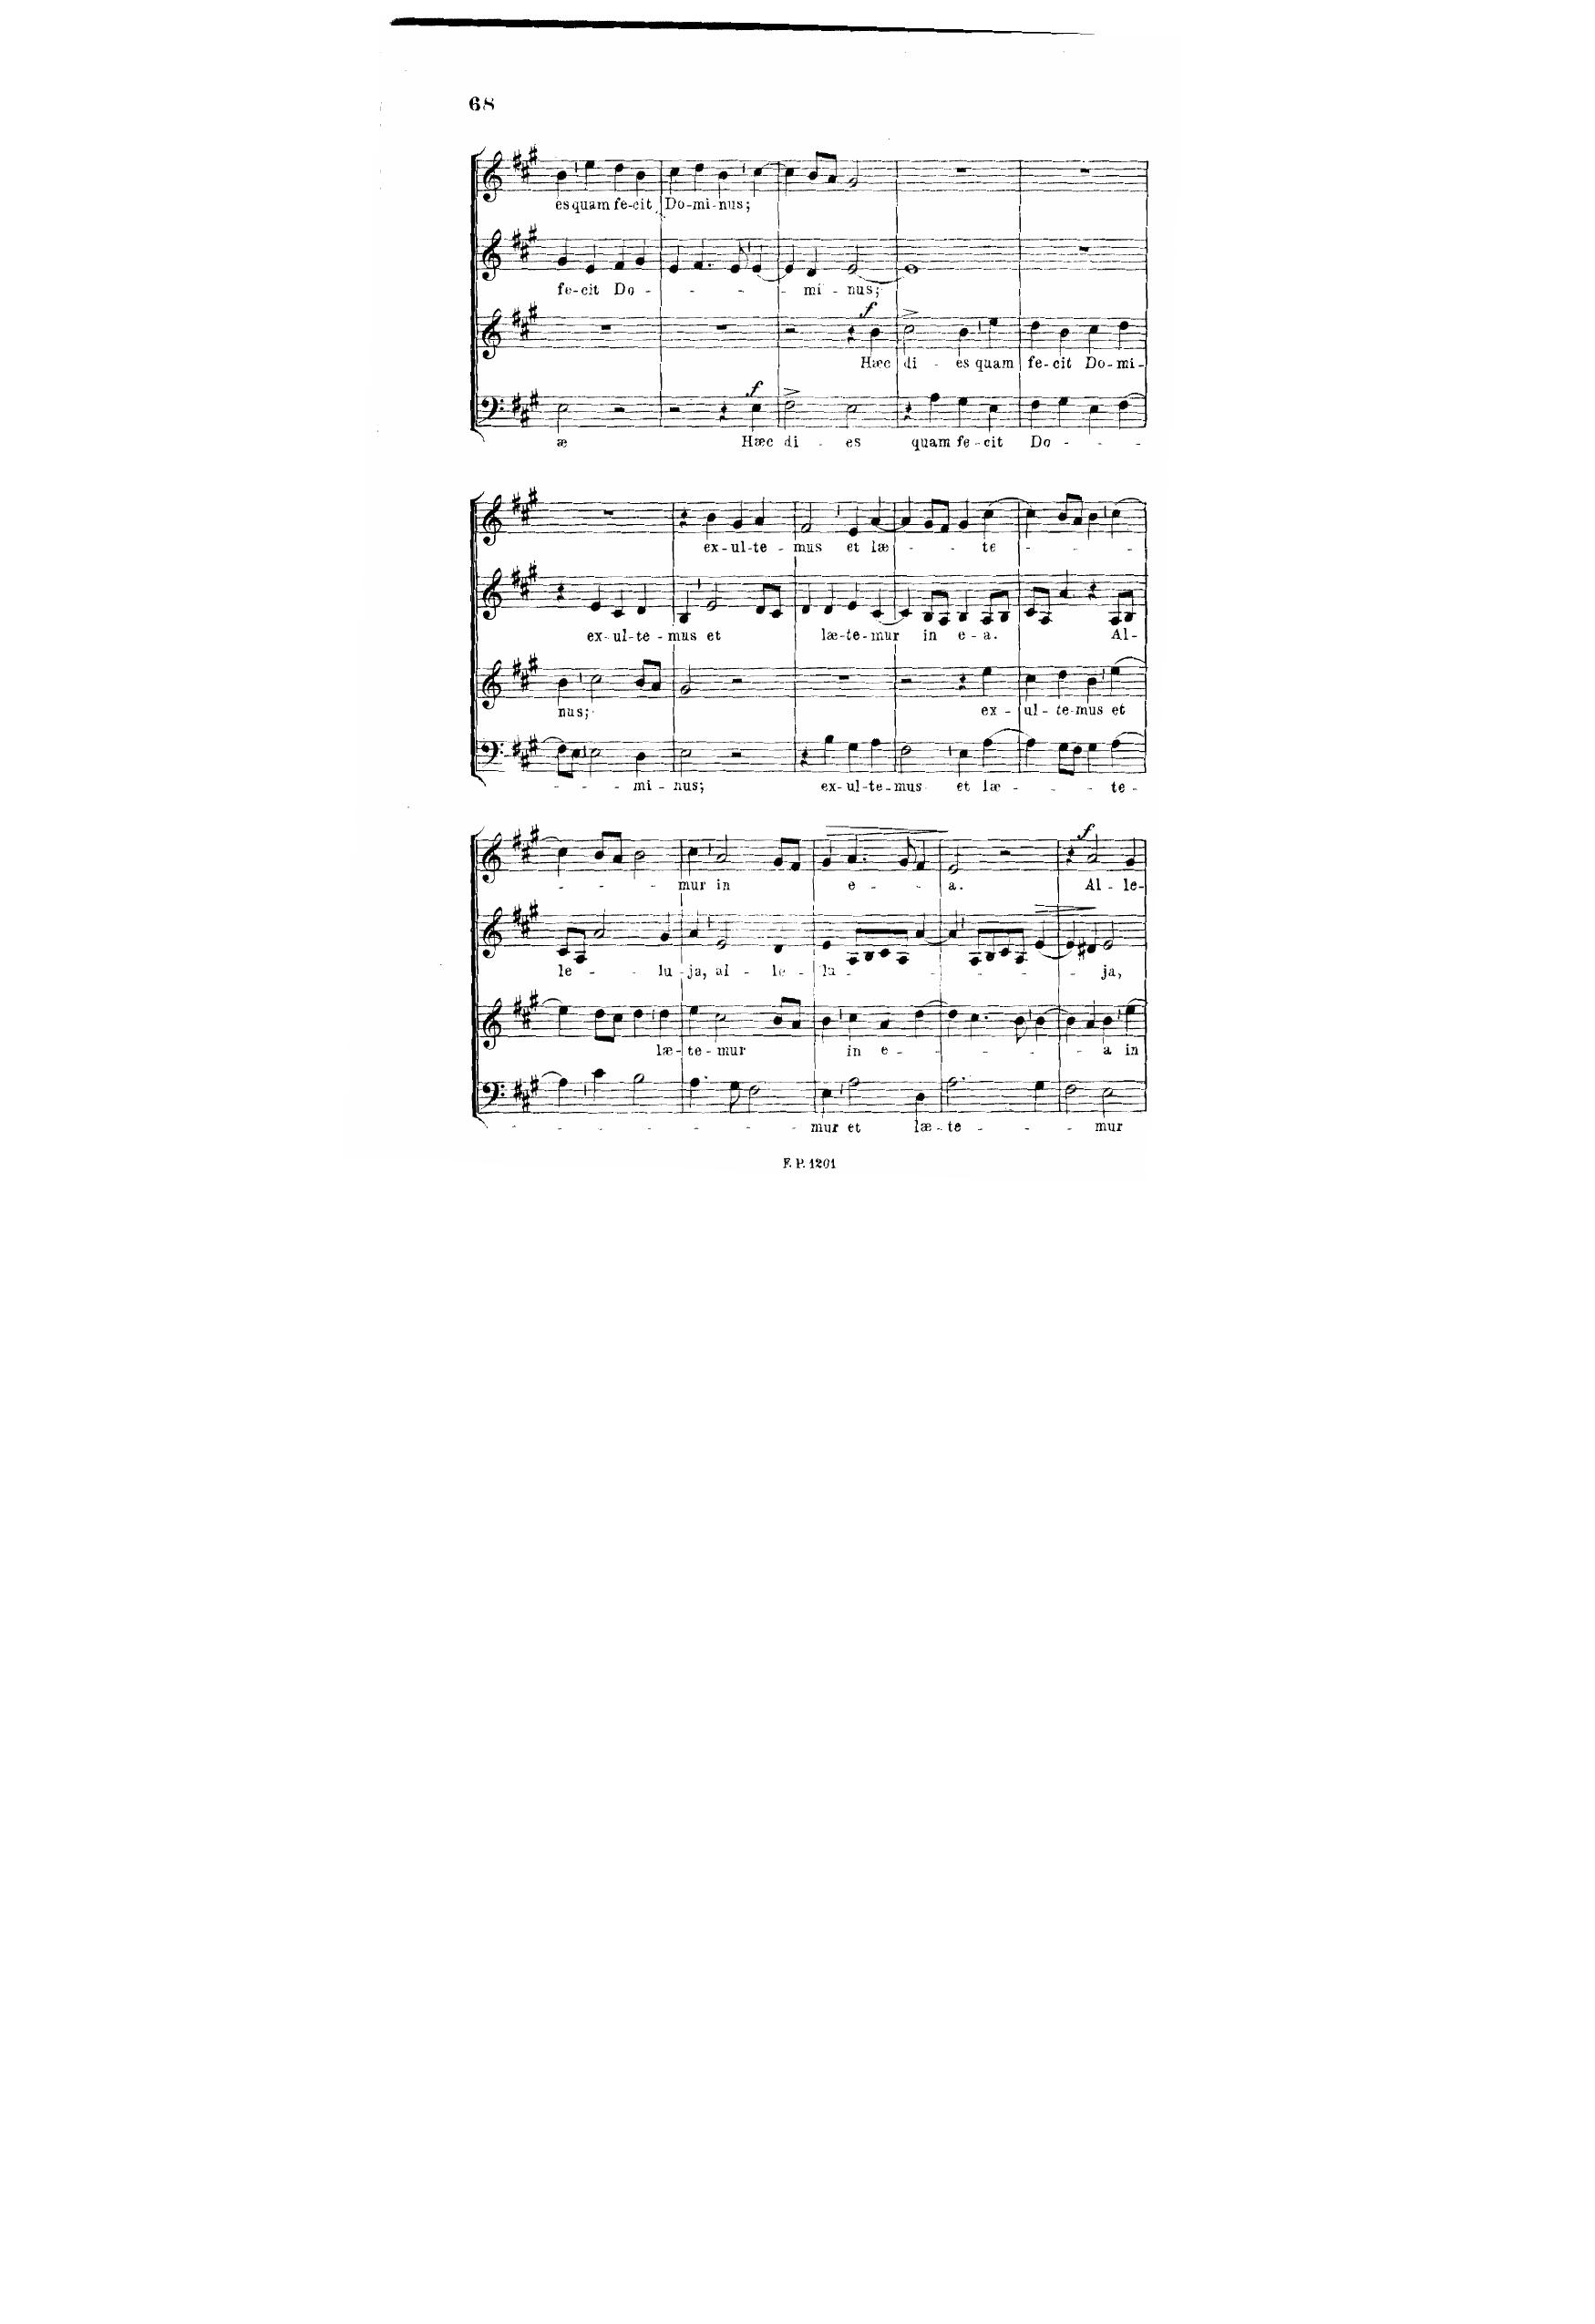 68
es quam fe-cit Do-mi-nus;
fe-cit Do - - - - mi - nus;
f
Hæc di - es quam fe-cit Do-mi-
f
æ Hæc di - es quam fe-cit Do - - -
ex-ul-te - mus et læ - - te - - - -
ex-ul-te-mus et læ-te-mur in e-a. Al-
nus; ex - ul-te-mus et
- - - mi - nus; ex-ul-te-mus et læ - - - te -
f
- - - mur in e - - a. Al - le-
le - - lu-ja, al - le - lu - - - - - - ja,
læ-te-mur in e - - - - - a in
- - - - - - - mur et læ-te - - - mur
F. P. 1201